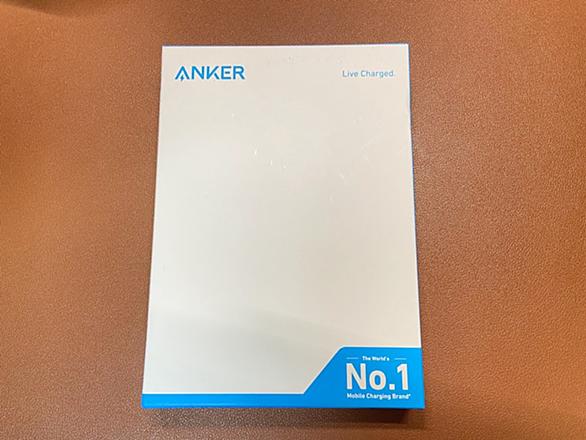 ANKER
Live Charged.
The World's
No.1
Mobile Charging Brand*